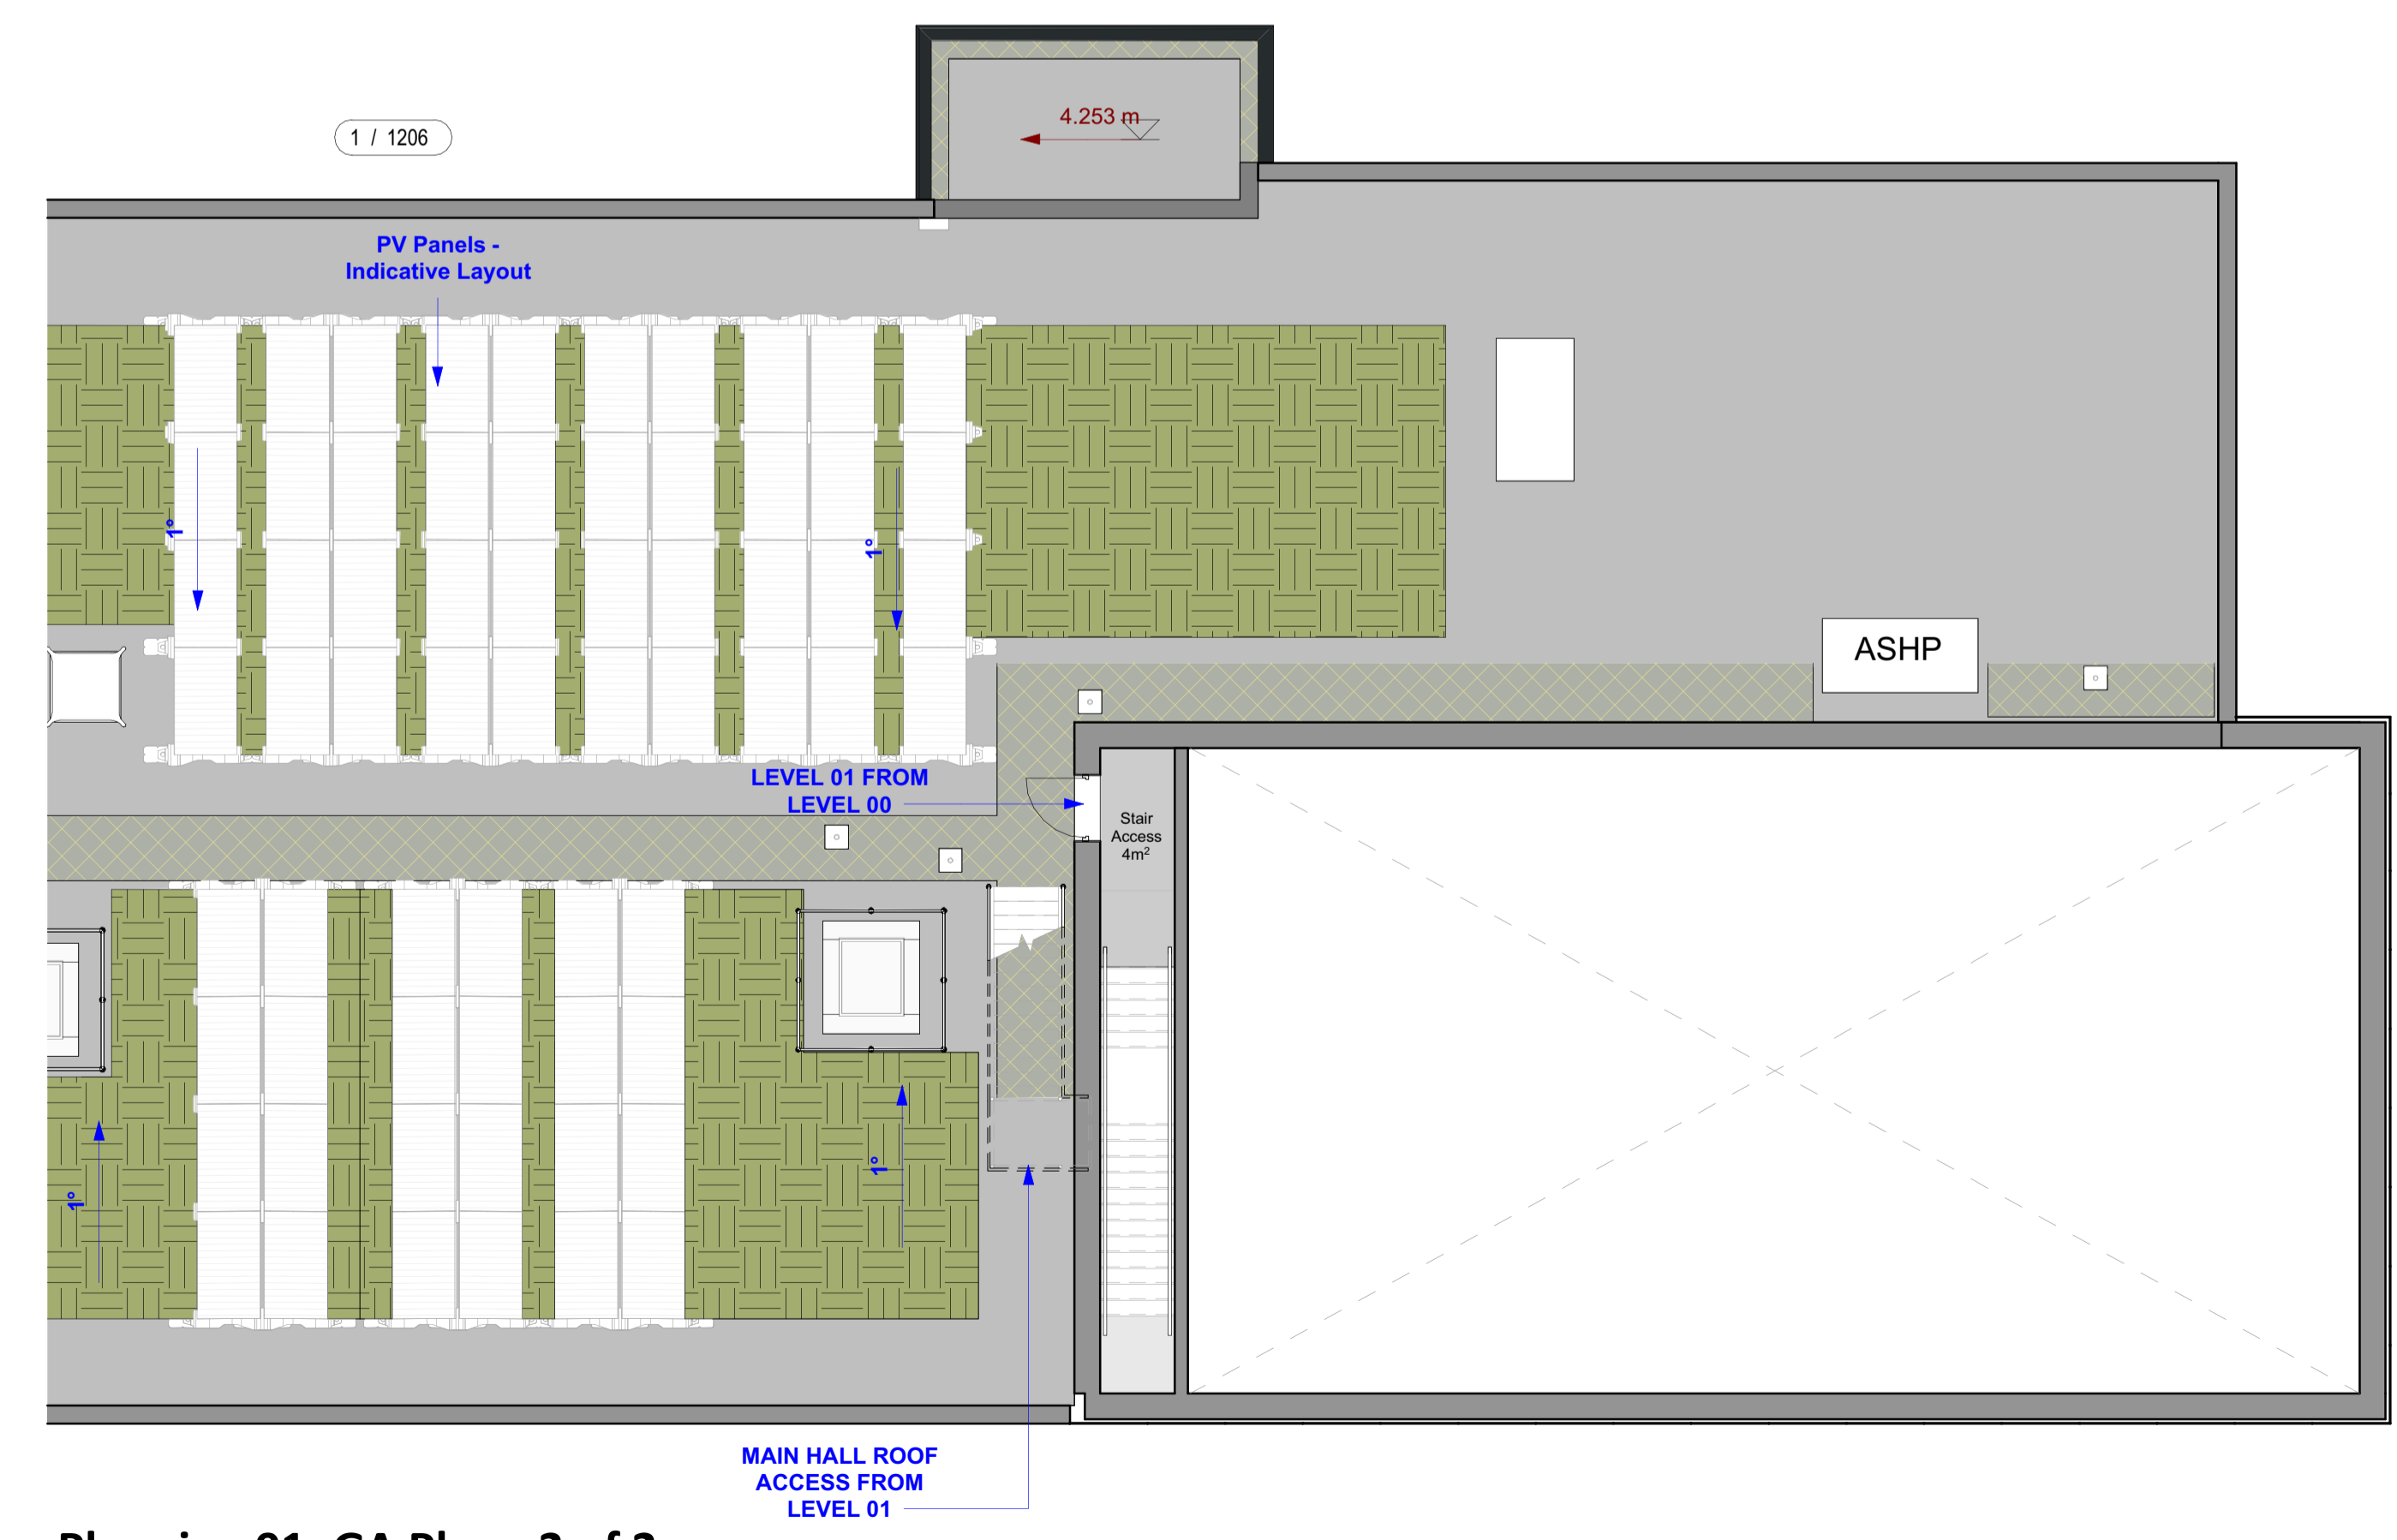 4.253 m
1 / 1206
PV Panels -
Indicative Layout
1°
1°
ASHP
LEVEL 01 FROM
LEVEL 00
Stair
Access
4m²
1°
1°
MAIN HALL ROOF
ACCESS FROM
LEVEL 01